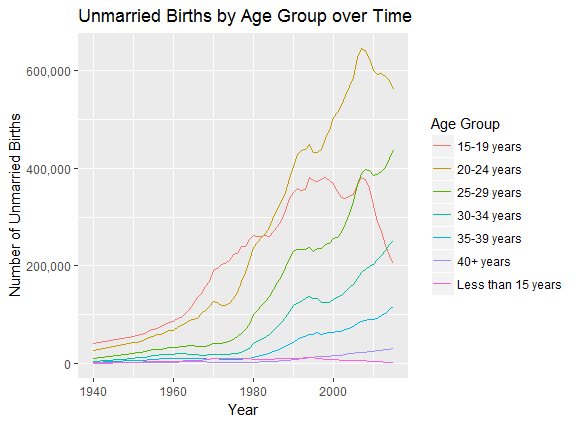 Unmarried Births by Age Group over Time
Number of Unmarried Births
600,000
400,000
200,000
0
1940
1960
1980
2000
Year
Age Group
15-19 years
20-24 years
25-29 years
30-34 years
35-39 years
40+ years
Less than 15 years